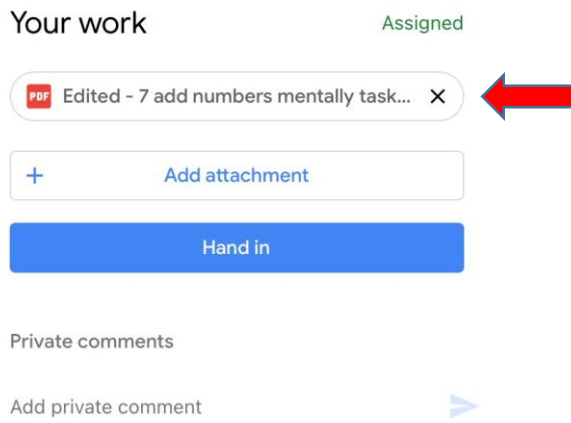 Your work
Assigned
PDF Edited - 7 add numbers mentally task...
Add attachment
Hand in
Private comments
Add private comment